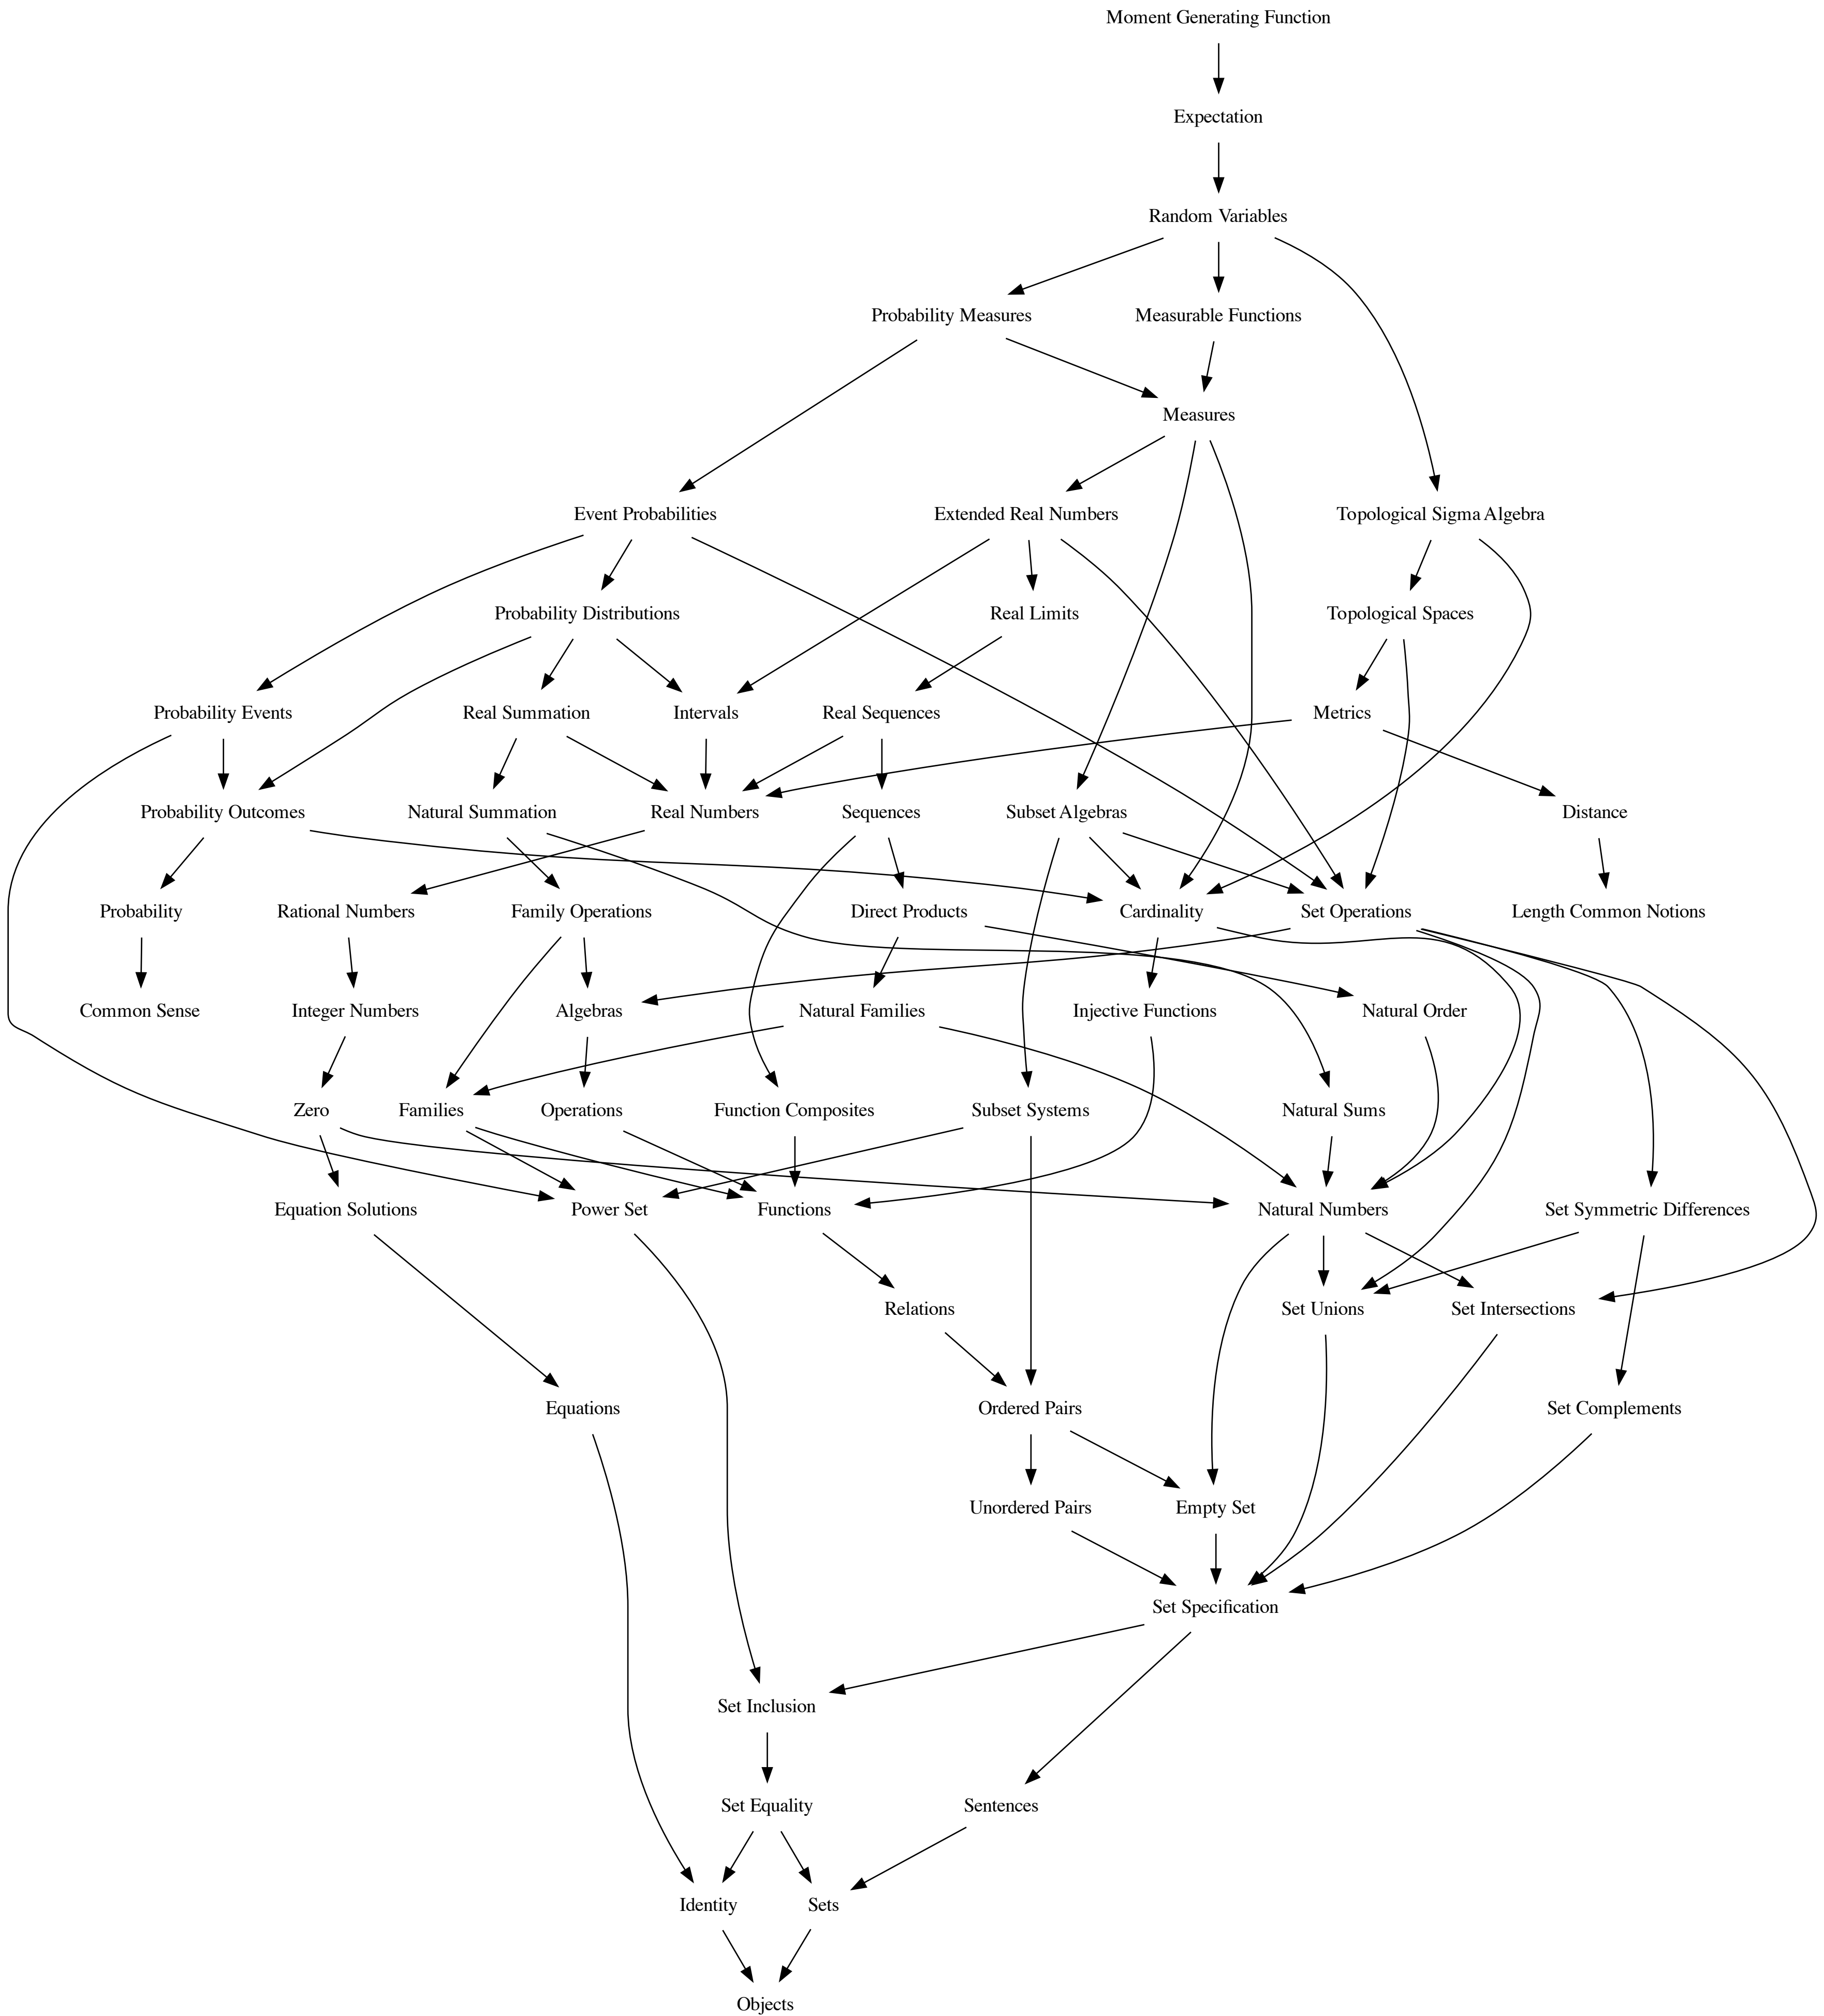 Moment Generating Function
Expectation
Random Variables
Probability Measures
Measurable Functions
Measures
Event Probabilities
Extended Real Numbers
Topological Sigma Algebra
Probability Distributions
Real Limits
Topological Spaces
Probability Events
Real Summation
Intervals
Real Sequences
Metrics
Probability Outcomes
Natural Summation
Real Numbers
Sequences
Subset Algebras
Distance
Probability
Rational Numbers
Family Operations
Direct Products
Cardinality
Set Operations
Length Common Notions
Common Sense
Integer Numbers
Algebras
Natural Families
Injective Functions
Natural Order
Zero
Families
Operations
Function Composites
Subset Systems
Natural Sums
Equation Solutions
Power Set
Functions
Natural Numbers
Set Symmetric Differences
Relations
Set Unions
Set Intersections
Equations
Ordered Pairs
Set Complements
Unordered Pairs
Empty Set
Set Specification
Set Inclusion
Set Equality
Sentences
Identity
Sets
Objects